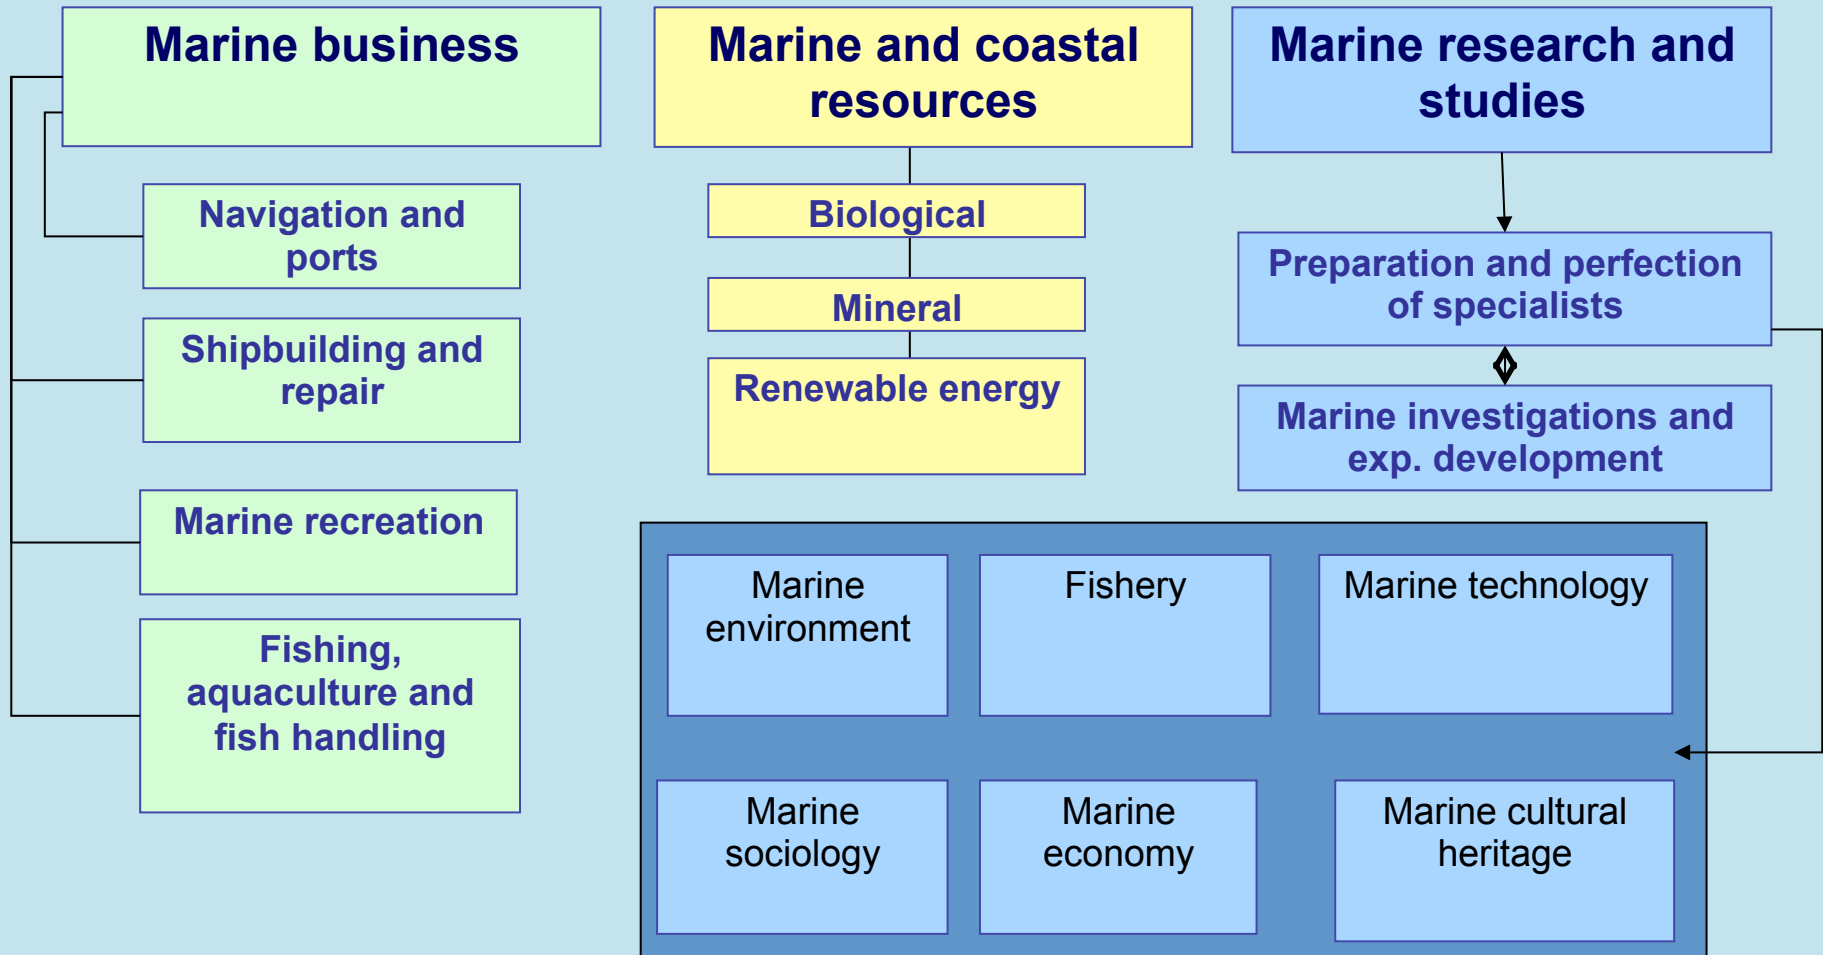 Marine business
Navigation and
ports
Shipbuilding and
repair
Marine recreation
Fishing,
aquaculture and
fish handling
Marine and coastal
resources
Biological
Mineral
Renewable energy
Marine research and
studies
Preparation and perfection
of specialists
Marine investigations and
exp. development
Marine
environment
Fishery
Marine technology
Marine
sociology
Marine
economy
Marine cultural
heritage